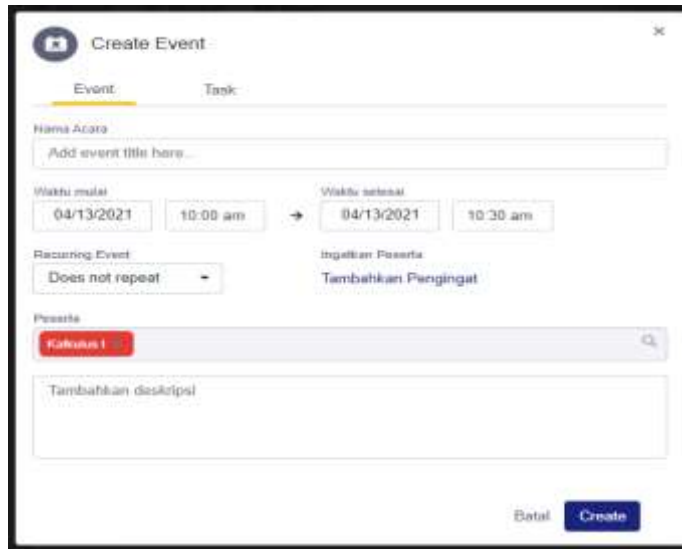 Create Event
Event Task
Nama Acara
Add event title here...
Waktu mulai Waktu selesai
04/13/2021 10:00 am → 04/13/2021 10:30 am
Recurring Event Ingatkan Peserta
Does not repeat Tambahkan Pengingat
Peserta
Kalkulus I
Tambahkan deskripsi
Batal Create